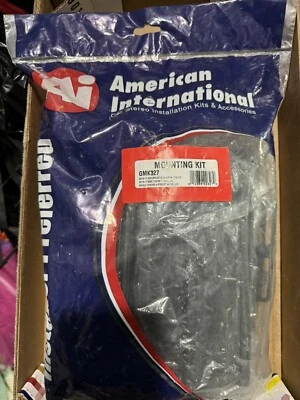 Ai
American
International
Car Stereo Installation Kits & Accessories
MOUNTING KIT
GMK327
Installer Preferred